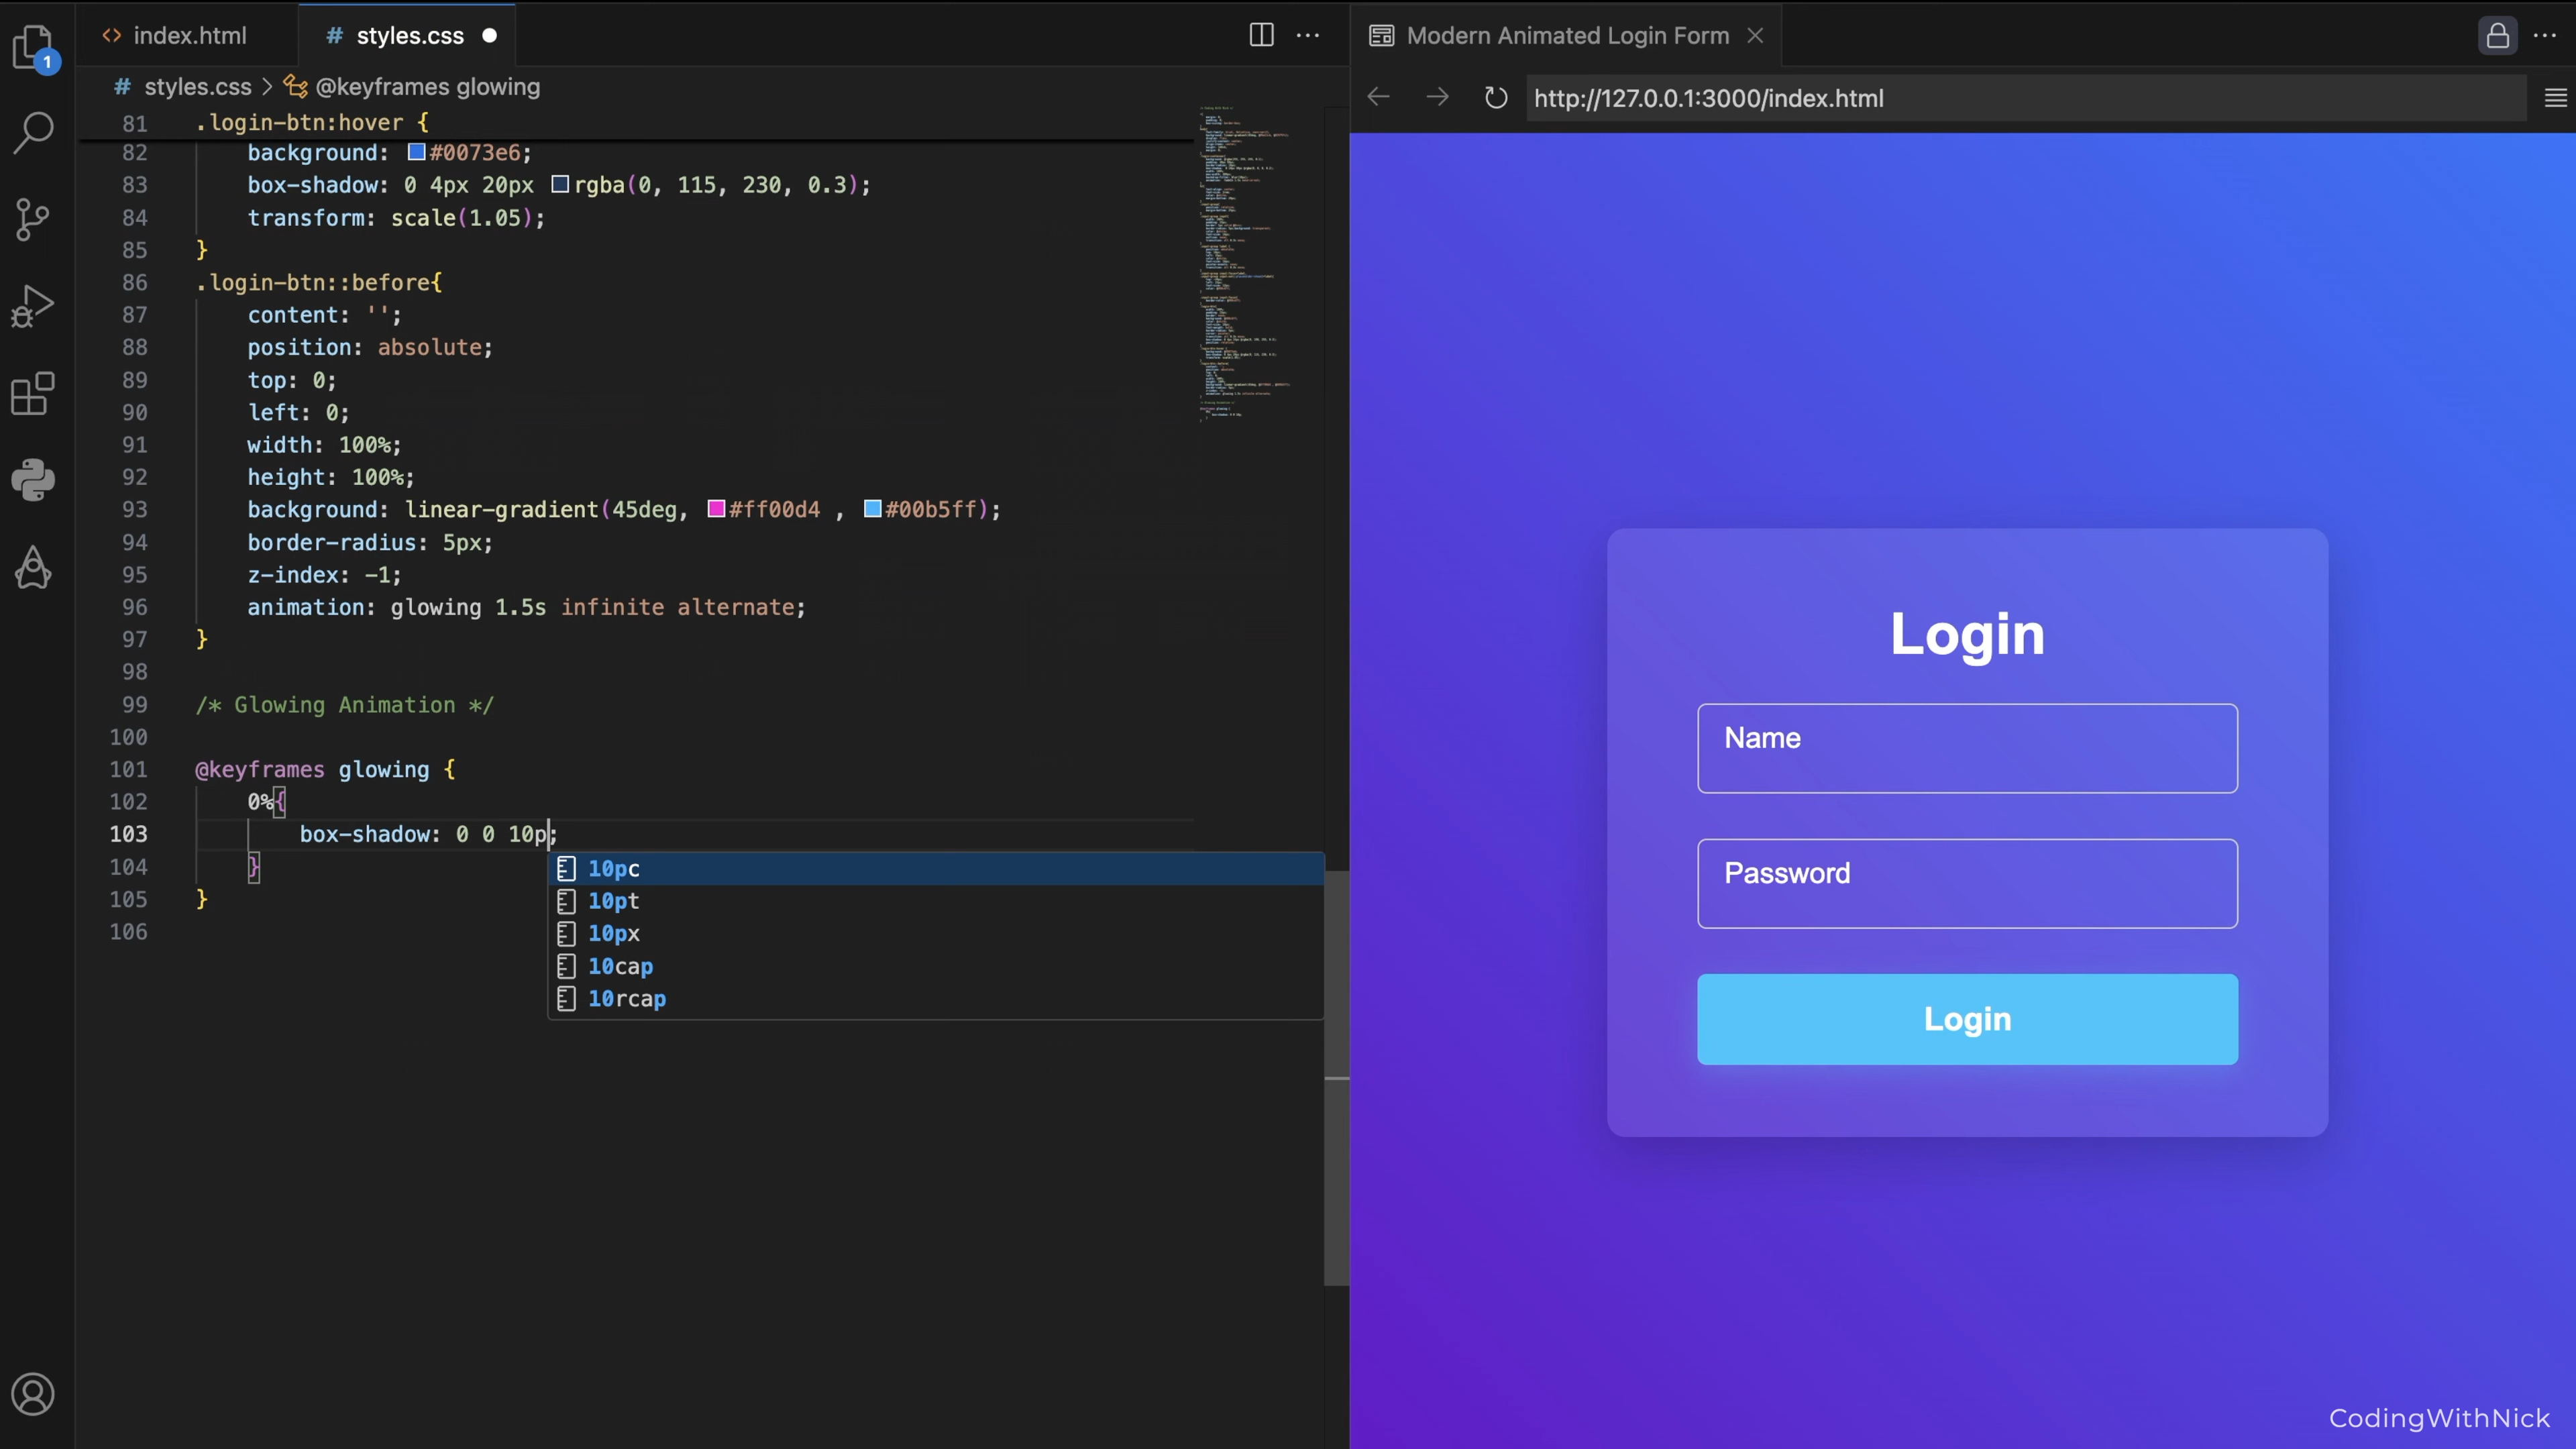 1
index.html
styles.css
styles.css > @keyframes glowing
81 .login-btn:hover {
82 background: #0073e6;
83 box-shadow: 0 4px 20px rgba(0, 115, 230, 0.3);
84 transform: scale(1.05);
85 }
86 .login-btn::before{
87 content: '';
88 position: absolute;
89 top: 0;
90 left: 0;
91 width: 100%;
92 height: 100%;
93 background: linear-gradient(45deg, #ff00d4 , #00b5ff);
94 border-radius: 5px;
95 z-index: -1;
96 animation: glowing 1.5s infinite alternate;
97 }
98
99 /* Glowing Animation */
100
101 @keyframes glowing {
102 0%{
103 box-shadow: 0 0 10p;
104 }
105 }
106
10pc
10pt
10px
10cap
10rcap
Modern Animated Login Form
http://127.0.0.1:3000/index.html
Login
Name
Password
Login
CodingWithNick